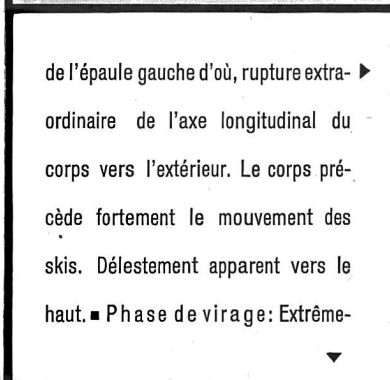 de l'épaule gauche d'où, rupture extra- ▶
ordinaire de l'axe longitudinal du
corps vers l'extérieur. Le corps pré-
cède fortement le mouvement des
skis. Délestement apparent vers le
haut. ■ Phase de virage: Extrême-
▼